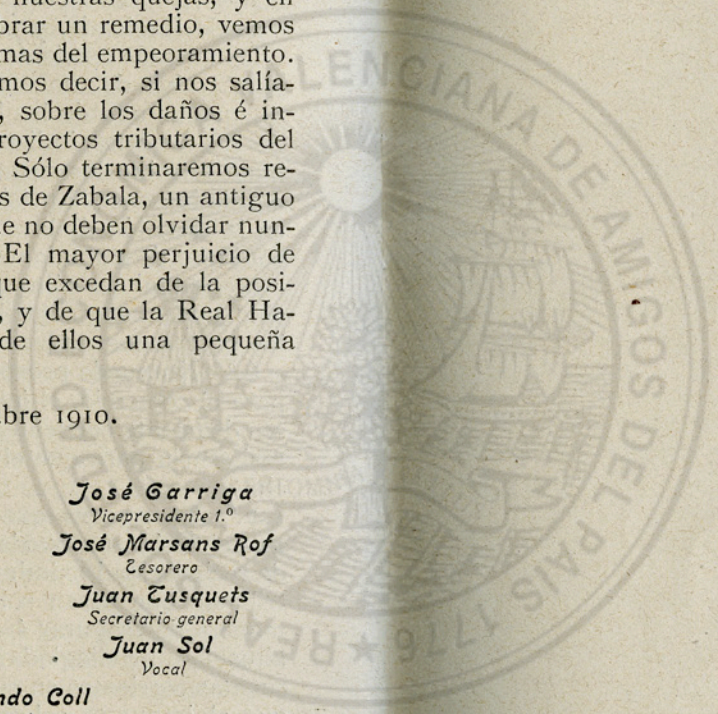 nuestras quejas, y en
brar un remedio, vemos
mas del empeoramiento.
mos decir, si nos salía-
, sobre los daños é in-
royectos tributarios del
Sólo terminaremos re-
s de Zabala, un antiguo
e no deben olvidar nun-
El mayor perjuicio de
que excedan de la posi-
, y de que la Real Ha-
de ellos una pequeña
bre 1910.
José Garriga
Vicepresidente 1.º
José Marsans Rof
Tesorero
Juan Tusquets
Secretario general
Juan Sol
Vocal
ndo Coll
REA
DAD
LENCIANA DE AMIGOS DEL PAIS 1776